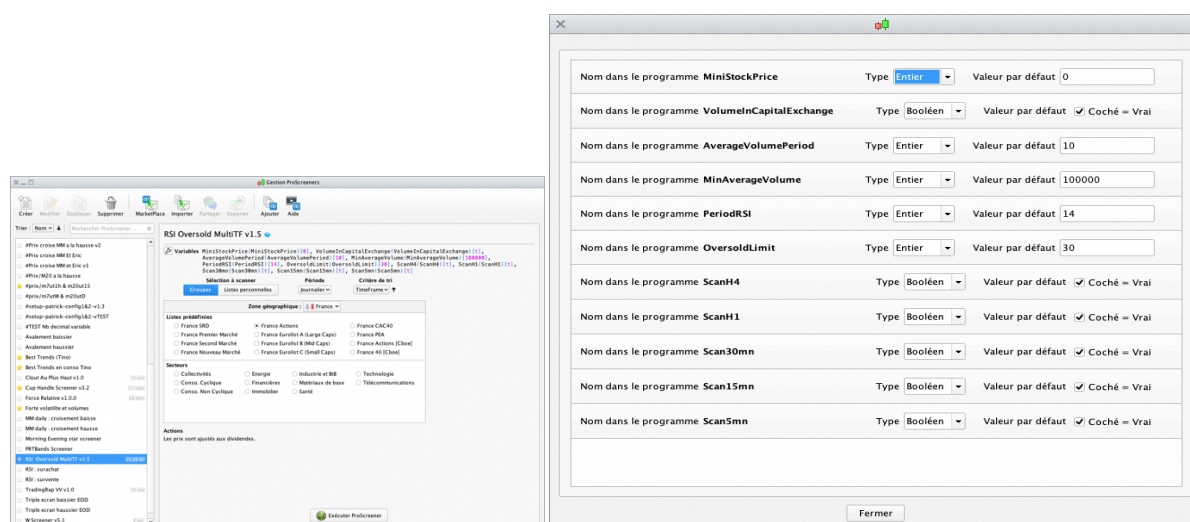 Gestion ProScreeners
Créer Modifier Dupliquer Supprimer MarketPlace Importer Partager Exporter Ajouter Aide
Trier : Nom Rechercher ProScreener ...
#Prix croise MM a la hausse v2
#Prix croise MM Et Eric
#Prix croise MM et Eric v1
#Prix/M20 a la hausse
#prix/m7ut1h & m20ut15
#prix/m7utW & m20utD
#setup-patrick-config1&2-v1.3
#setup-patrick-config1&2-vTEST
#TEST Nb decimal variable
Avalement baissier
Avalement haussier
Best Trends (Tino)
Best Trends en conso Tino
Clout Au Plus Haut v1.0
Cup Handle Screener v3.2
Force Relative v1.0.0
Forte volatilite et volumes
MM daily : croisement baisse
MM daily : croisement hausse
Morning Evening star screener
PRTBands Screener
RSI Oversold MultiTF v1.5
RSI : surachat
RSI : survente
TradingRap VV v1.0
Triple ecran baissier EOD
Triple ecran haussier EOD
W Screener v5.1
RSI Oversold MultiTF v1.5
Variables MiniStockPrice(MiniStockPrice)[0], VolumeInCapitalExchange(VolumeInCapitalExchange)[t],
AverageVolumePeriod(AverageVolumePeriod)[10], MinAverageVolume(MinAverageVolume)[100000],
PeriodRSI(PeriodRSI)[14], OversoldLimit(OversoldLimit)[30], ScanH4(ScanH4)[t], ScanH1(ScanH1)[t],
Scan30mn(Scan30mn)[t], Scan15mn(Scan15mn)[t], Scan5mn(Scan5mn)[t]
Sélection à scanner Période Critère de tri
Groupes Listes personnelles Journalier TimeFrame
Zone géographique : France
Listes prédéfinies
France SRD France Actions France CAC40
France Premier Marché France Eurolist A (Large Caps) France PEA
France Second Marché France Eurolist B (Mid Caps) France Actions [Cboe]
France Nouveau Marché France Eurolist C (Small Caps) France 40 [Cboe]
Secteurs
Collectivités Energie Industrie et BtB Technologie
Conso. Cyclique Financières Matériaux de base Télécommunications
Conso. Non Cyclique Immobilier Santé
Actions
Les prix sont ajustés aux dividendes.
Exécuter ProScreener
Nom dans le programme MiniStockPrice Type Entier Valeur par défaut 0
Nom dans le programme VolumeInCapitalExchange Type Booléen Valeur par défaut Coché = Vrai
Nom dans le programme AverageVolumePeriod Type Entier Valeur par défaut 10
Nom dans le programme MinAverageVolume Type Entier Valeur par défaut 100000
Nom dans le programme PeriodRSI Type Entier Valeur par défaut 14
Nom dans le programme OversoldLimit Type Entier Valeur par défaut 30
Nom dans le programme ScanH4 Type Booléen Valeur par défaut Coché = Vrai
Nom dans le programme ScanH1 Type Booléen Valeur par défaut Coché = Vrai
Nom dans le programme Scan30mn Type Booléen Valeur par défaut Coché = Vrai
Nom dans le programme Scan15mn Type Booléen Valeur par défaut Coché = Vrai
Nom dans le programme Scan5mn Type Booléen Valeur par défaut Coché = Vrai
Fermer